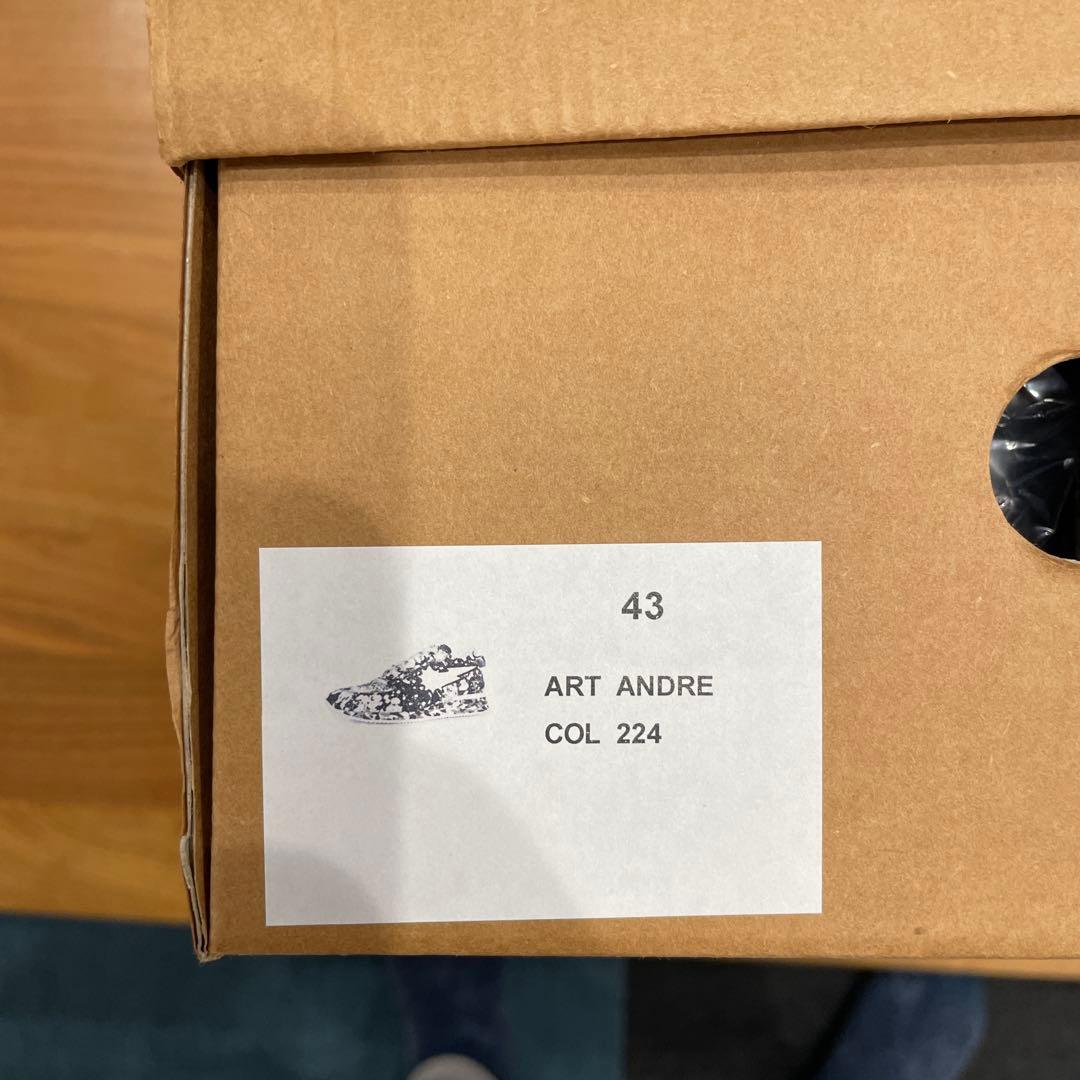 43
ART ANDRE
COL 224